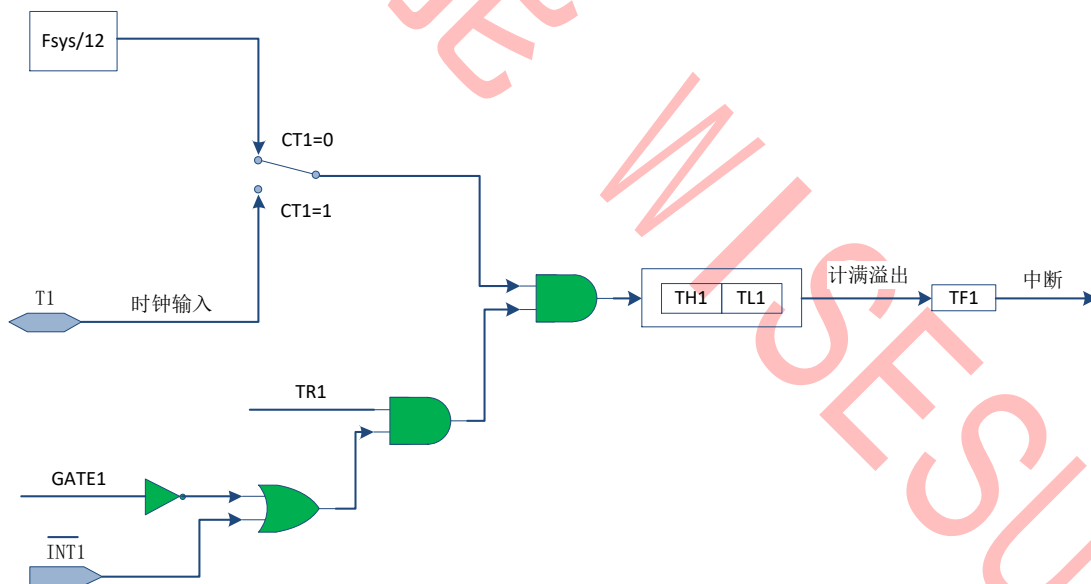 Fsys/12
CT1=0
CT1=1
T1
时钟输入
TH1 TL1
计满溢出
TF1
中断
TR1
GATE1
INT1
WISESU